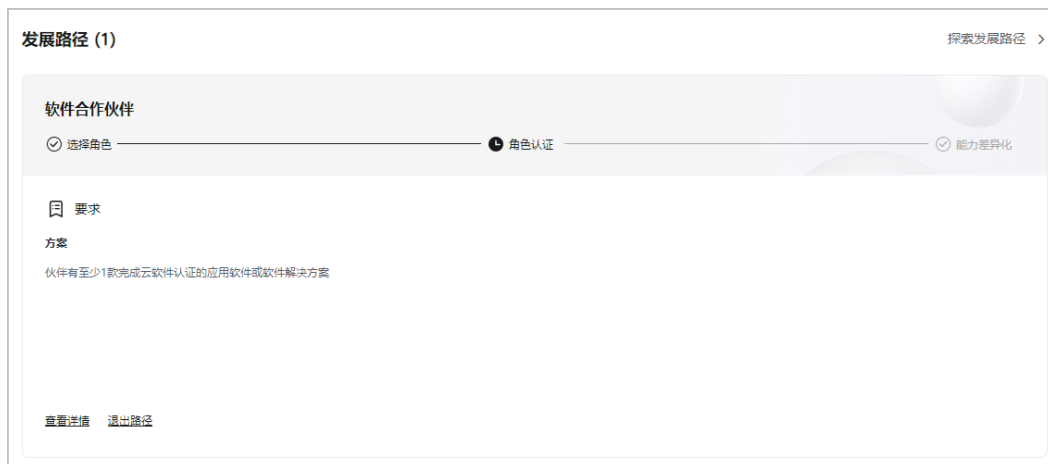 发展路径 (1)
探索发展路径
软件合作伙伴
选择角色
角色认证
能力差异化
要求
方案
伙伴有至少1款完成云软件认证的应用软件或软件解决方案
查看详情 退出路径